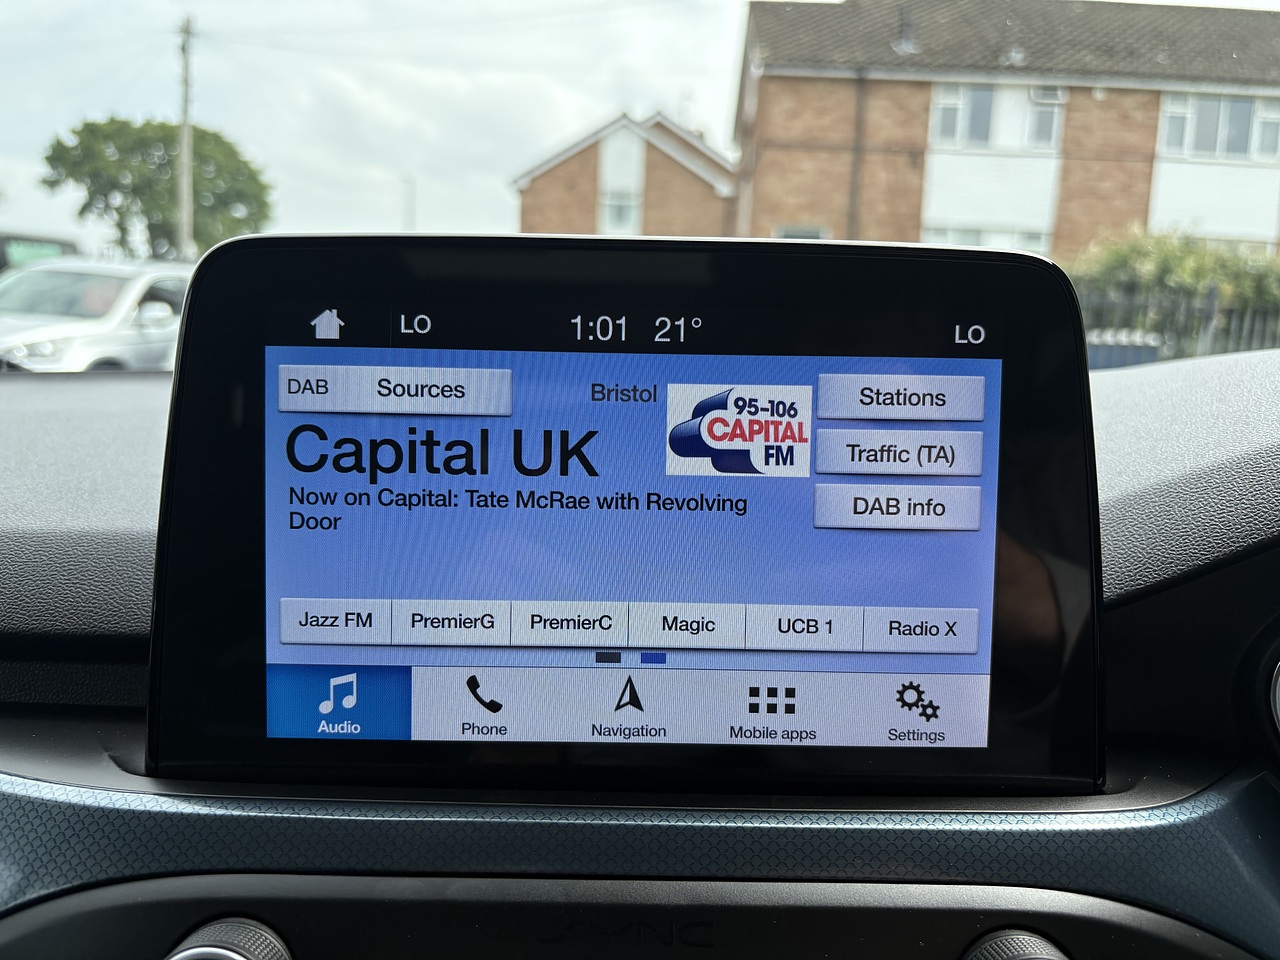 LO 1:01 21° LO
DAB Sources
Bristol
95-106
CAPITAL
FM
Stations
Capital UK
Traffic (TA)
Now on Capital: Tate McRae with Revolving
Door
DAB info
Jazz FM PremierG PremierC Magic UCB 1 Radio X
Audio Phone Navigation Mobile apps Settings
SYNC